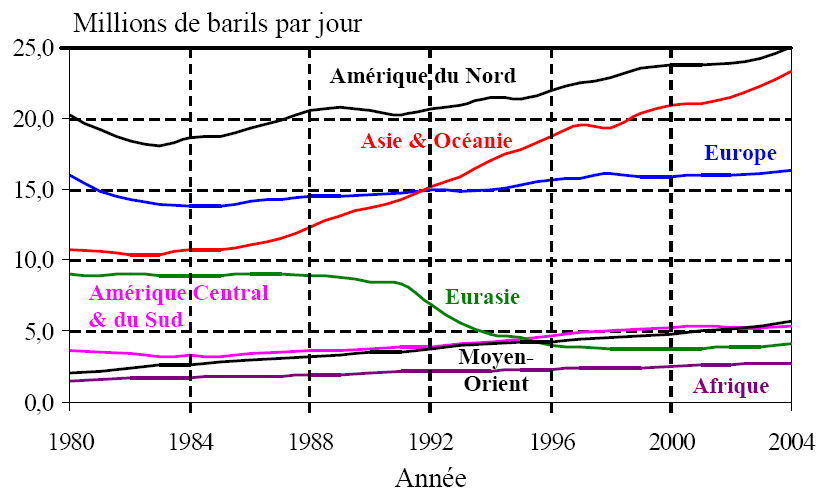 Millions de barils par jour
25,0
20,0
15,0
10,0
5,0
0,0
Amérique du Nord
Asie & Océanie
Europe
Amérique Central
& du Sud
Eurasie
Moyen-
Orient
Afrique
1980 1984 1988 1992 1996 2000 2004
Année